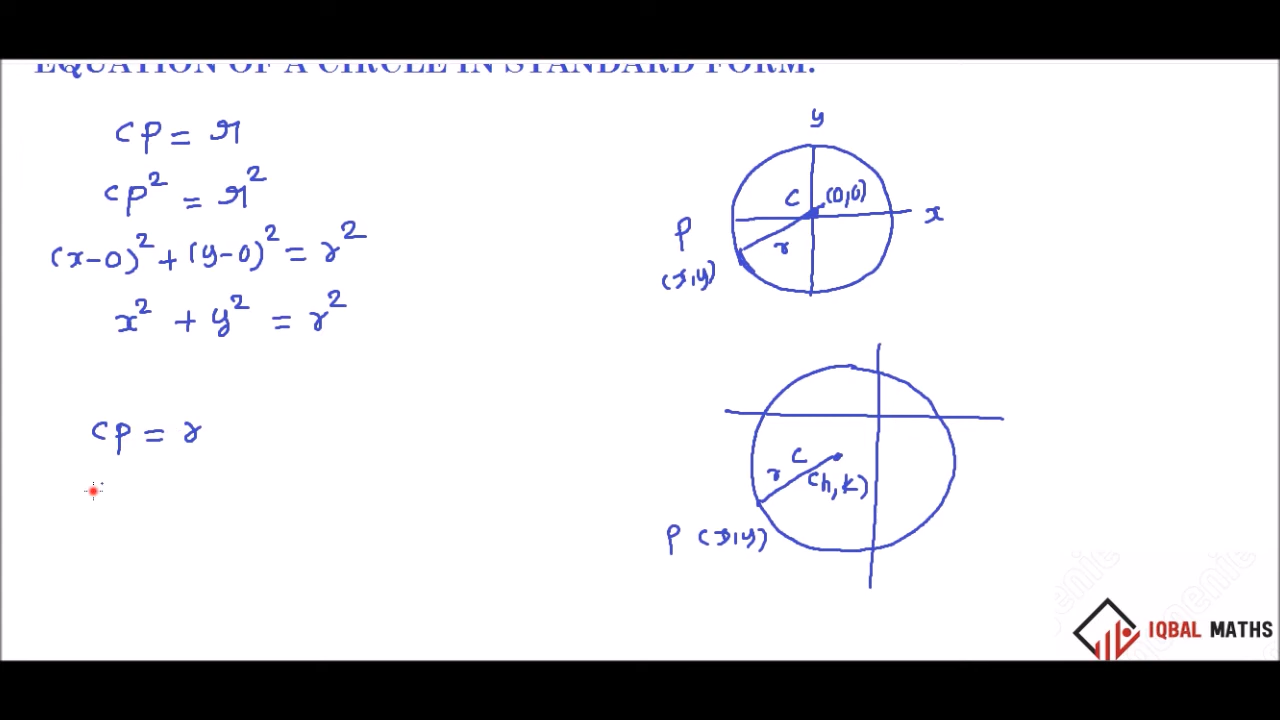 EQUATION OF A CIRCLE IN STANDARD FORM:
CP = r
CP² = r²
(x-0)² + (y-0)² = r²
x² + y² = r²
CP = r
y
C (0,0)
x
P
r
(x,y)
C
r
(h,k)
P (x,y)
IQBAL MATHS